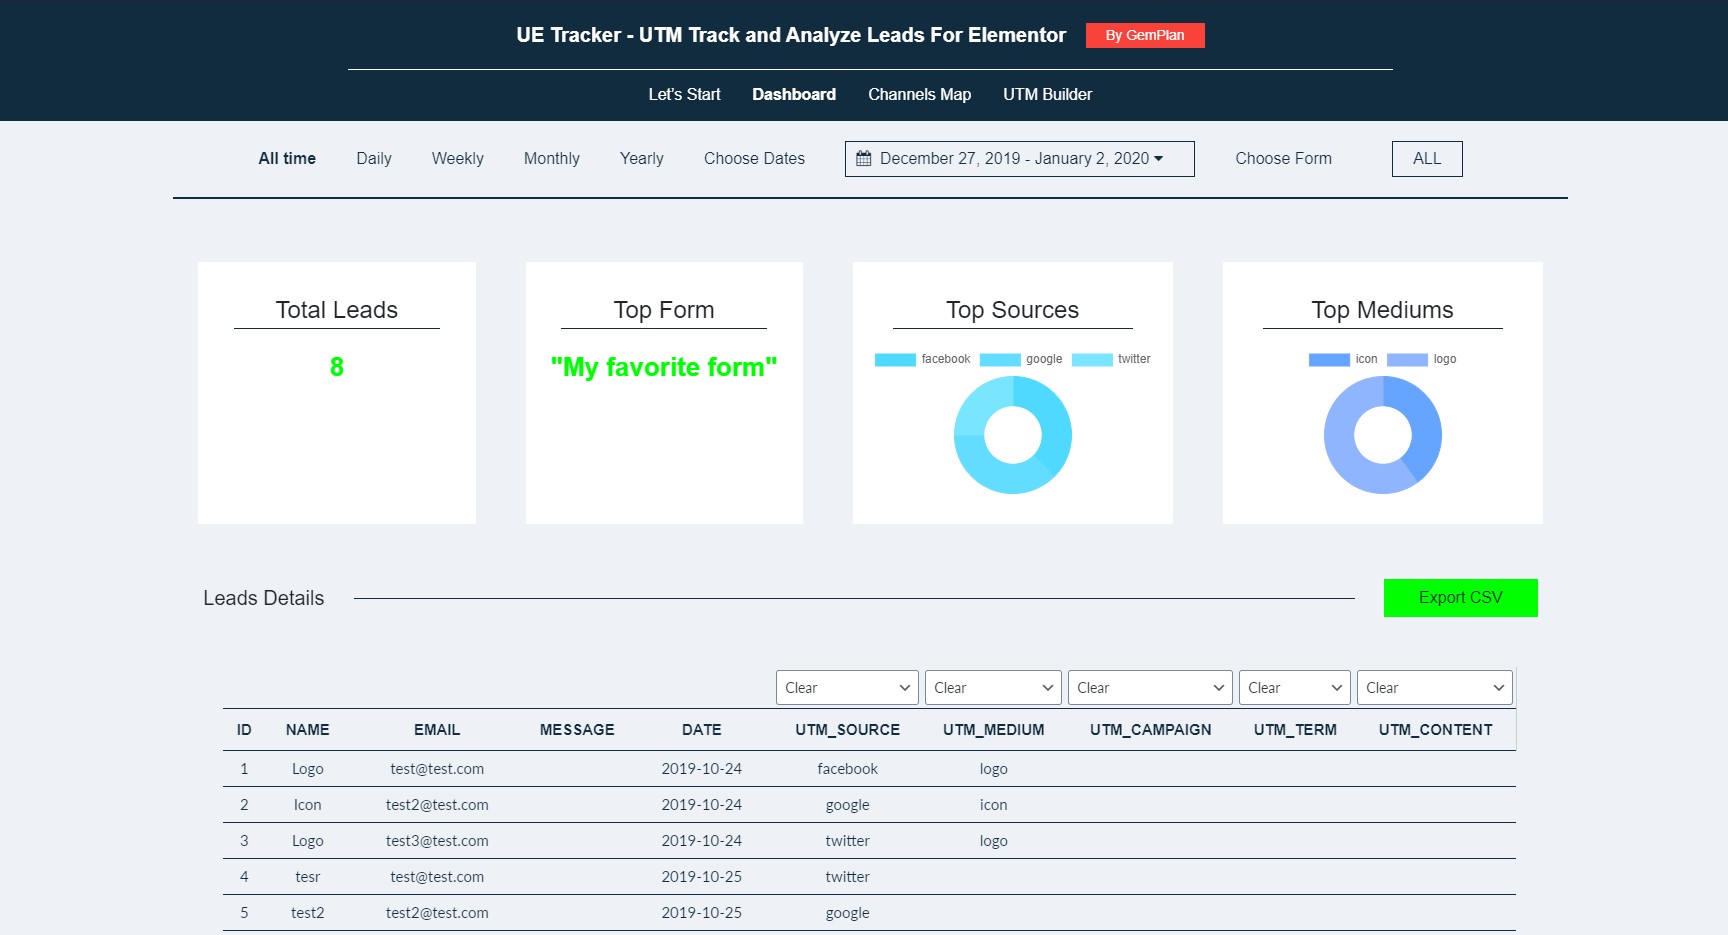 UE Tracker - UTM Track and Analyze Leads For Elementor By GemPlan
Let's Start Dashboard Channels Map UTM Builder
All time Daily Weekly Monthly Yearly Choose Dates December 27, 2019 - January 2, 2020 Choose Form ALL
Total Leads
8
Top Form
"My favorite form"
Top Sources
facebook google twitter
Top Mediums
icon logo
Leads Details Export CSV
Clear Clear Clear Clear Clear
ID NAME EMAIL MESSAGE DATE UTM_SOURCE UTM_MEDIUM UTM_CAMPAIGN UTM_TERM UTM_CONTENT
1 Logo test@test.com 2019-10-24 facebook logo
2 Icon test2@test.com 2019-10-24 google icon
3 Logo test3@test.com 2019-10-24 twitter logo
4 tesr test@test.com 2019-10-25 twitter
5 test2 test2@test.com 2019-10-25 google